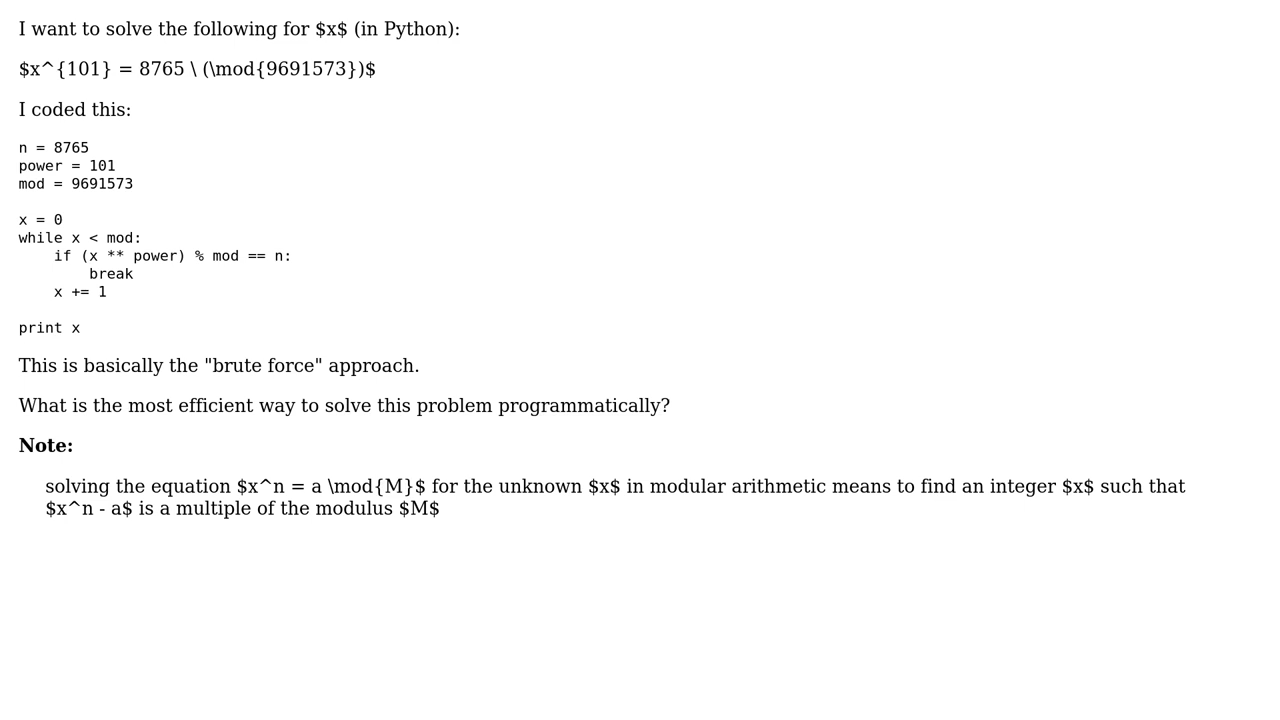 I want to solve the following for $x$ (in Python):
$x^{101} = 8765 \ (\mod{9691573})$
I coded this:
n = 8765
power = 101
mod = 9691573
x = 0
while x < mod:
    if (x ** power) % mod == n:
        break
    x += 1
print x
This is basically the "brute force" approach.
What is the most efficient way to solve this problem programmatically?
Note:
solving the equation $x^n = a \mod{M}$ for the unknown $x$ in modular arithmetic means to find an integer $x$ such that
$x^n - a$ is a multiple of the modulus $M$